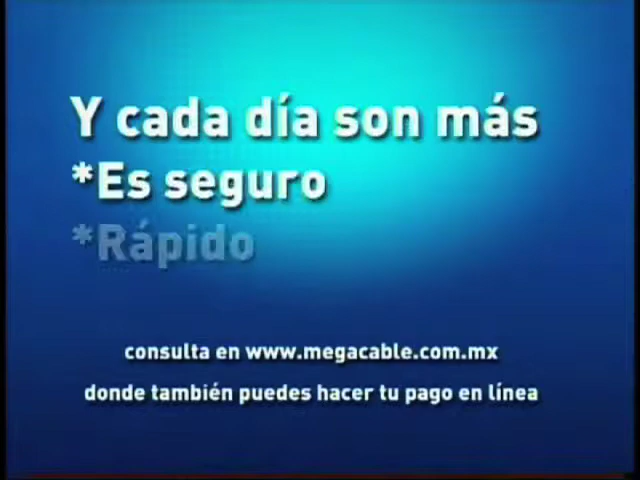 Y cada día son más
*Es seguro
*Rápido
consulta en www.megacable.com.mx
donde también puedes hacer tu pago en línea